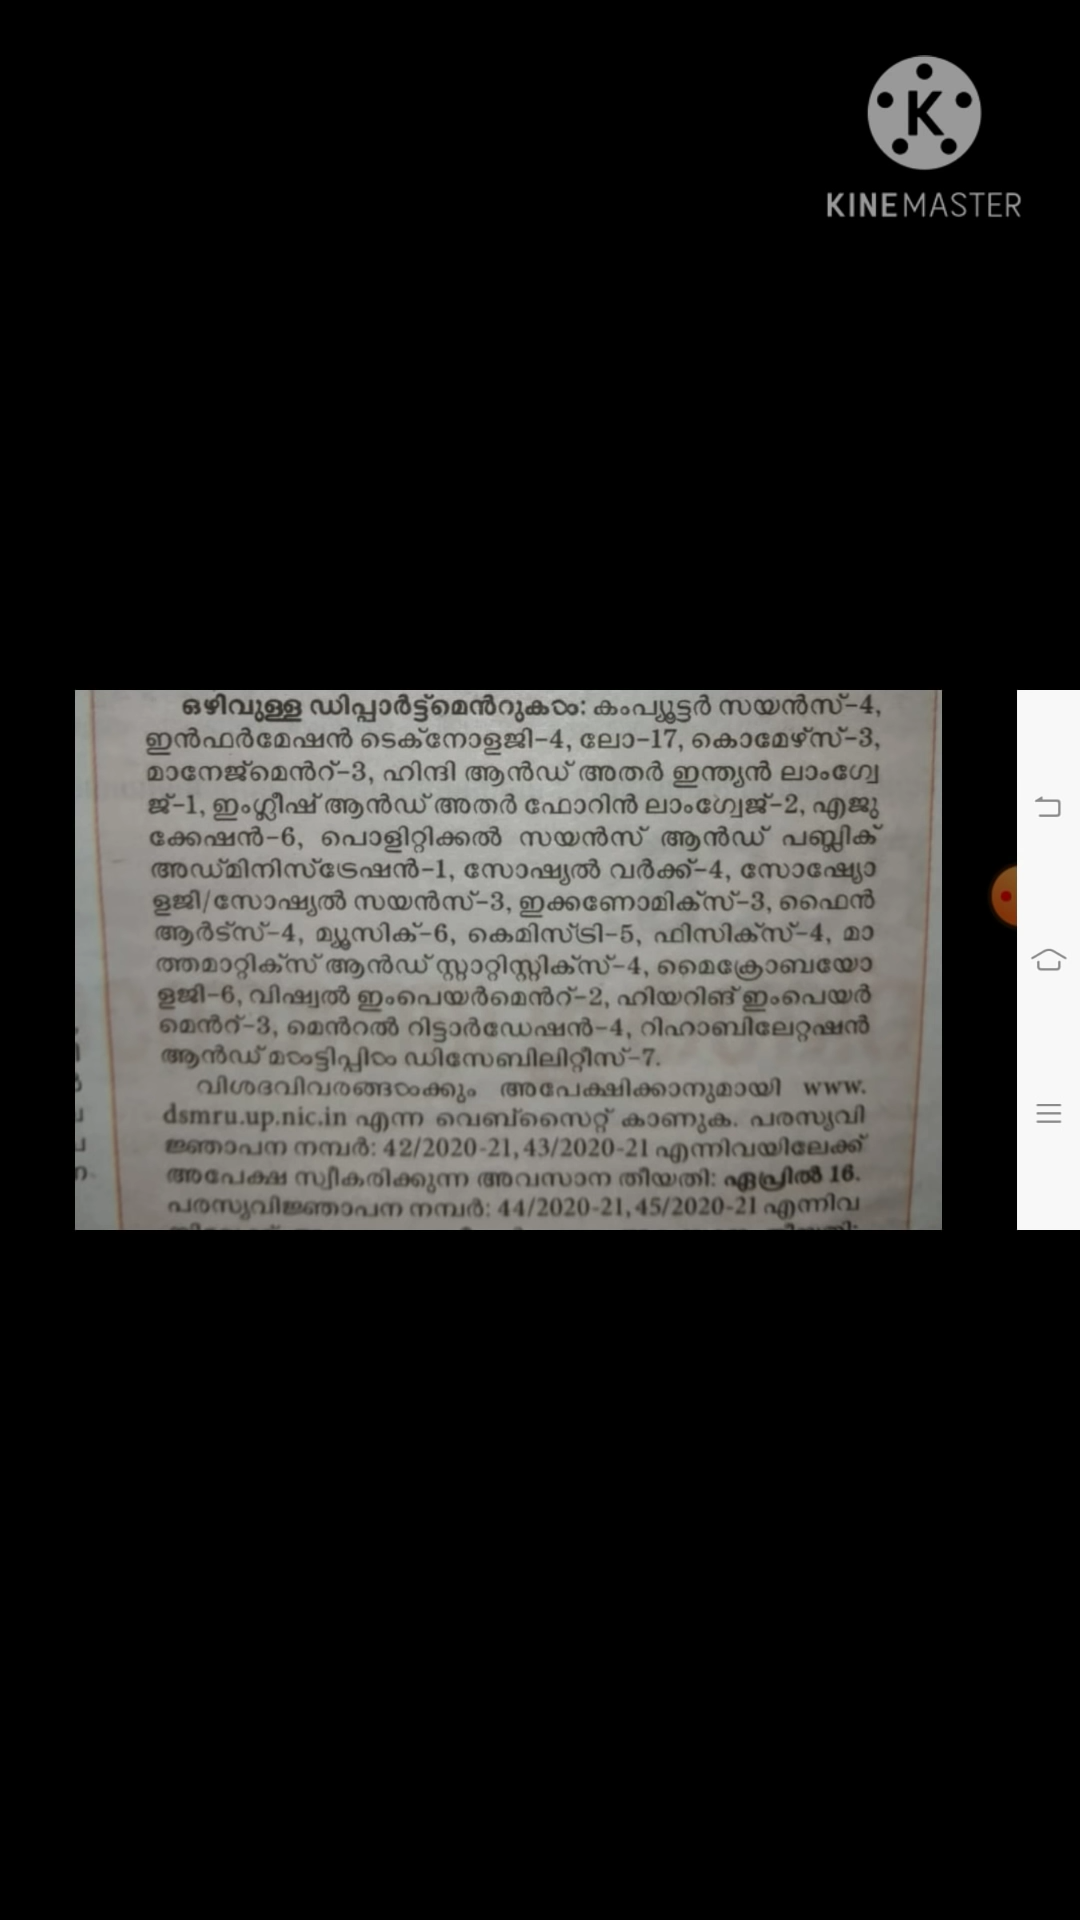 K
KINEMASTER
ഒഴിവുള്ള ഡിപ്പാർട്ട്മെൻറുകൾ: കംപ്യൂട്ടർ സയൻസ്-4,
ഇൻഫർമേഷൻ ടെക്നോളജി-4, ലോ-17, കൊമേഴ്സ്-3,
മാനേജ്മെൻറ്-3, ഹിന്ദി ആൻഡ് അതർ ഇന്ത്യൻ ലാംഗ്വേ
ജ്-1, ഇംഗ്ലീഷ് ആൻഡ് അതർ ഫോറിൻ ലാംഗ്വേജ്-2, എജു
ക്കേഷൻ-6, പൊളിറ്റിക്കൽ സയൻസ് ആൻഡ് പബ്ലിക്
അഡ്മിനിസ്ട്രേഷൻ-1, സോഷ്യൽ വർക്ക്-4, സോഷ്യോ
ളജി/സോഷ്യൽ സയൻസ്-3, ഇക്കണോമിക്സ്-3, ഫൈൻ
ആർട്സ്-4, മ്യൂസിക്-6, കെമിസ്ട്രി-5, ഫിസിക്സ്-4, മാ
ത്തമാറ്റിക്സ് ആൻഡ് സ്റ്റാറ്റിസ്റ്റിക്സ്-4, മൈക്രോബയോ
ളജി-6, വിഷ്വൽ ഇംപെയർമെൻറ്-2, ഹിയറിങ് ഇംപെയർ
മെൻറ്-3, മെൻറൽ റിട്ടാർഡേഷൻ-4, റിഹാബിലേറ്റഷൻ
ആൻഡ് മൾട്ടിപ്പിൾ ഡിസേബിലിറ്റീസ്-7.
വിശദവിവരങ്ങൾക്കും അപേക്ഷിക്കാനുമായി www.
dsmru.up.nic.in എന്ന വെബ്സൈറ്റ് കാണുക. പരസ്യവി
ജ്ഞാപന നമ്പർ: 42/2020-21,43/2020-21 എന്നിവയിലേക്ക്
അപേക്ഷ സ്വീകരിക്കുന്ന അവസാന തീയതി: ഏപ്രിൽ 16.
പരസ്യവിജ്ഞാപന നമ്പർ: 44/2020-21,45/2020-21 എന്നിവ